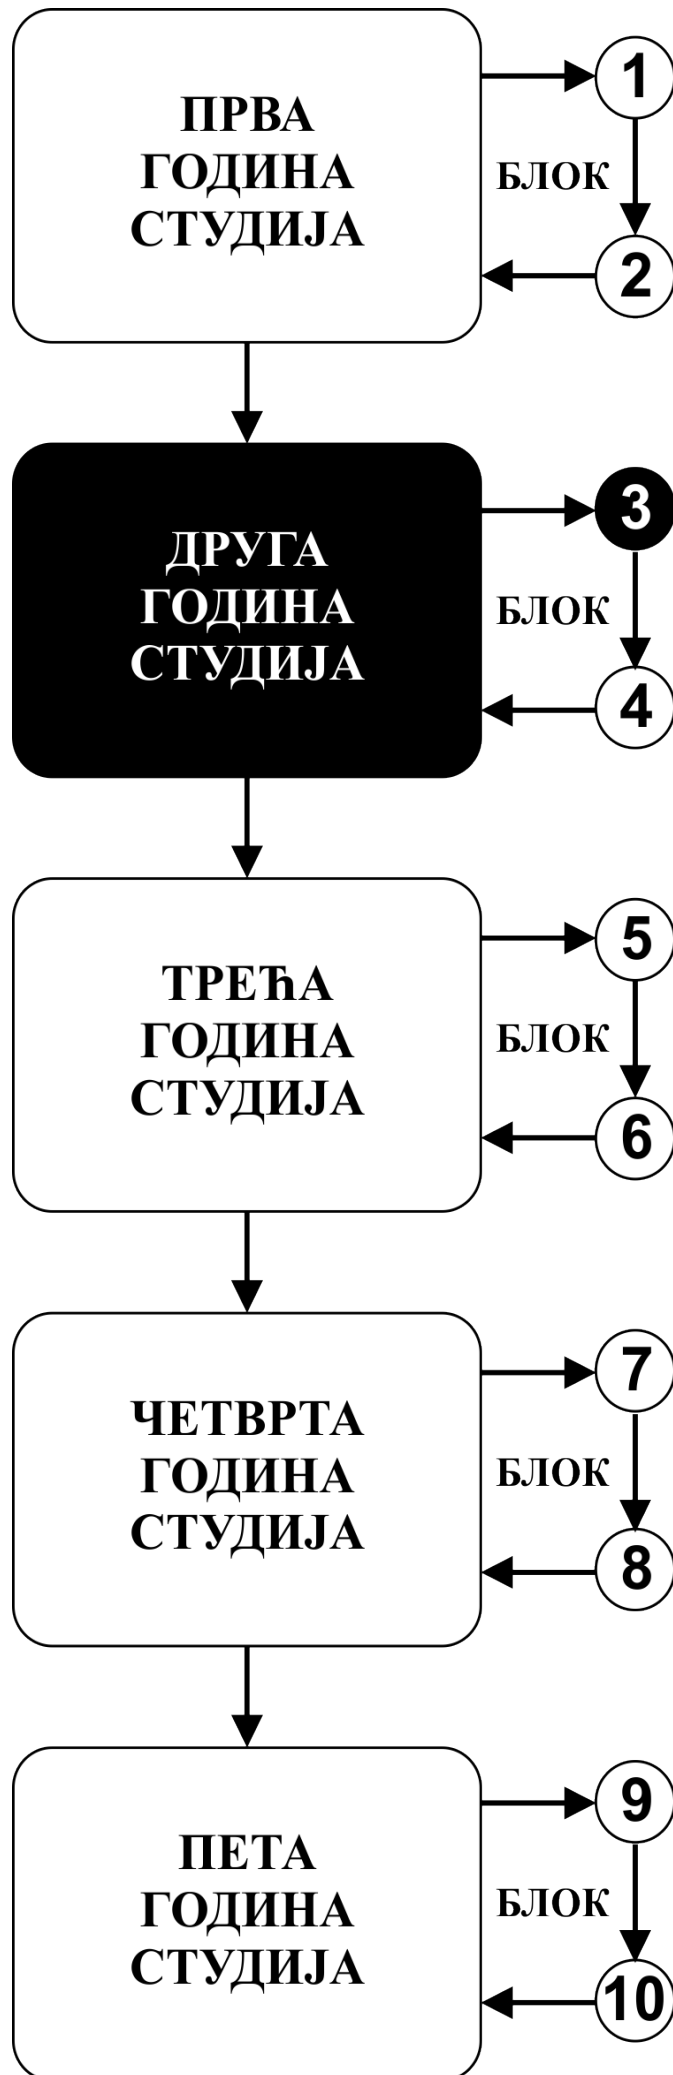 ПРВА
ГОДИНА
СТУДИЈА
1
БЛОК
2
ДРУГА
ГОДИНА
СТУДИЈА
3
БЛОК
4
ТРЕЋА
ГОДИНА
СТУДИЈА
5
БЛОК
6
ЧЕТВРТА
ГОДИНА
СТУДИЈА
7
БЛОК
8
ПЕТА
ГОДИНА
СТУДИЈА
9
БЛОК
10